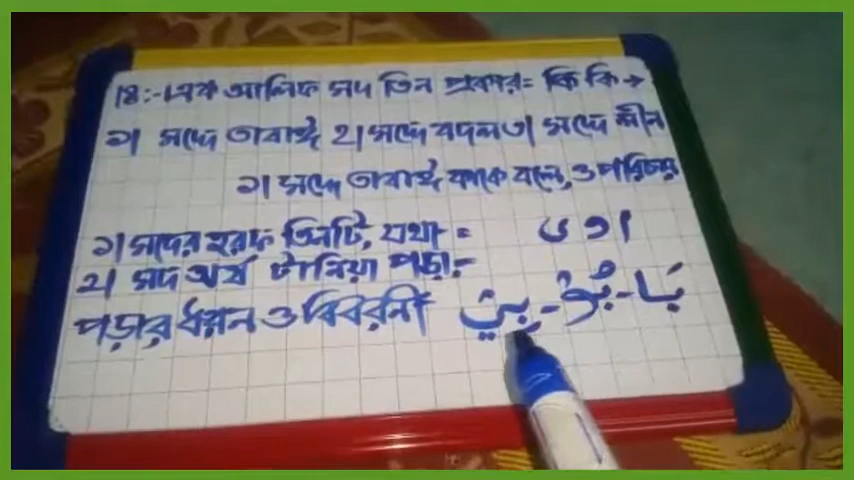 ১৪:-। এক আলিফ মদ তিন প্রকার= কি কি →
১। মদ্দে তাবাঈ ২। মদ্দে বদল ৩। মদ্দে লীন
১। মদ্দে তাবাঈ কাকে বলে, ও পরিচয়
১। মদের হরফ তিনটি, যথা = ا و ى
২। মদ অর্থ টানিয়া পড়া:-
পড়ার ধরন ও বিবরনী بَا - بُوْ - بِيْ